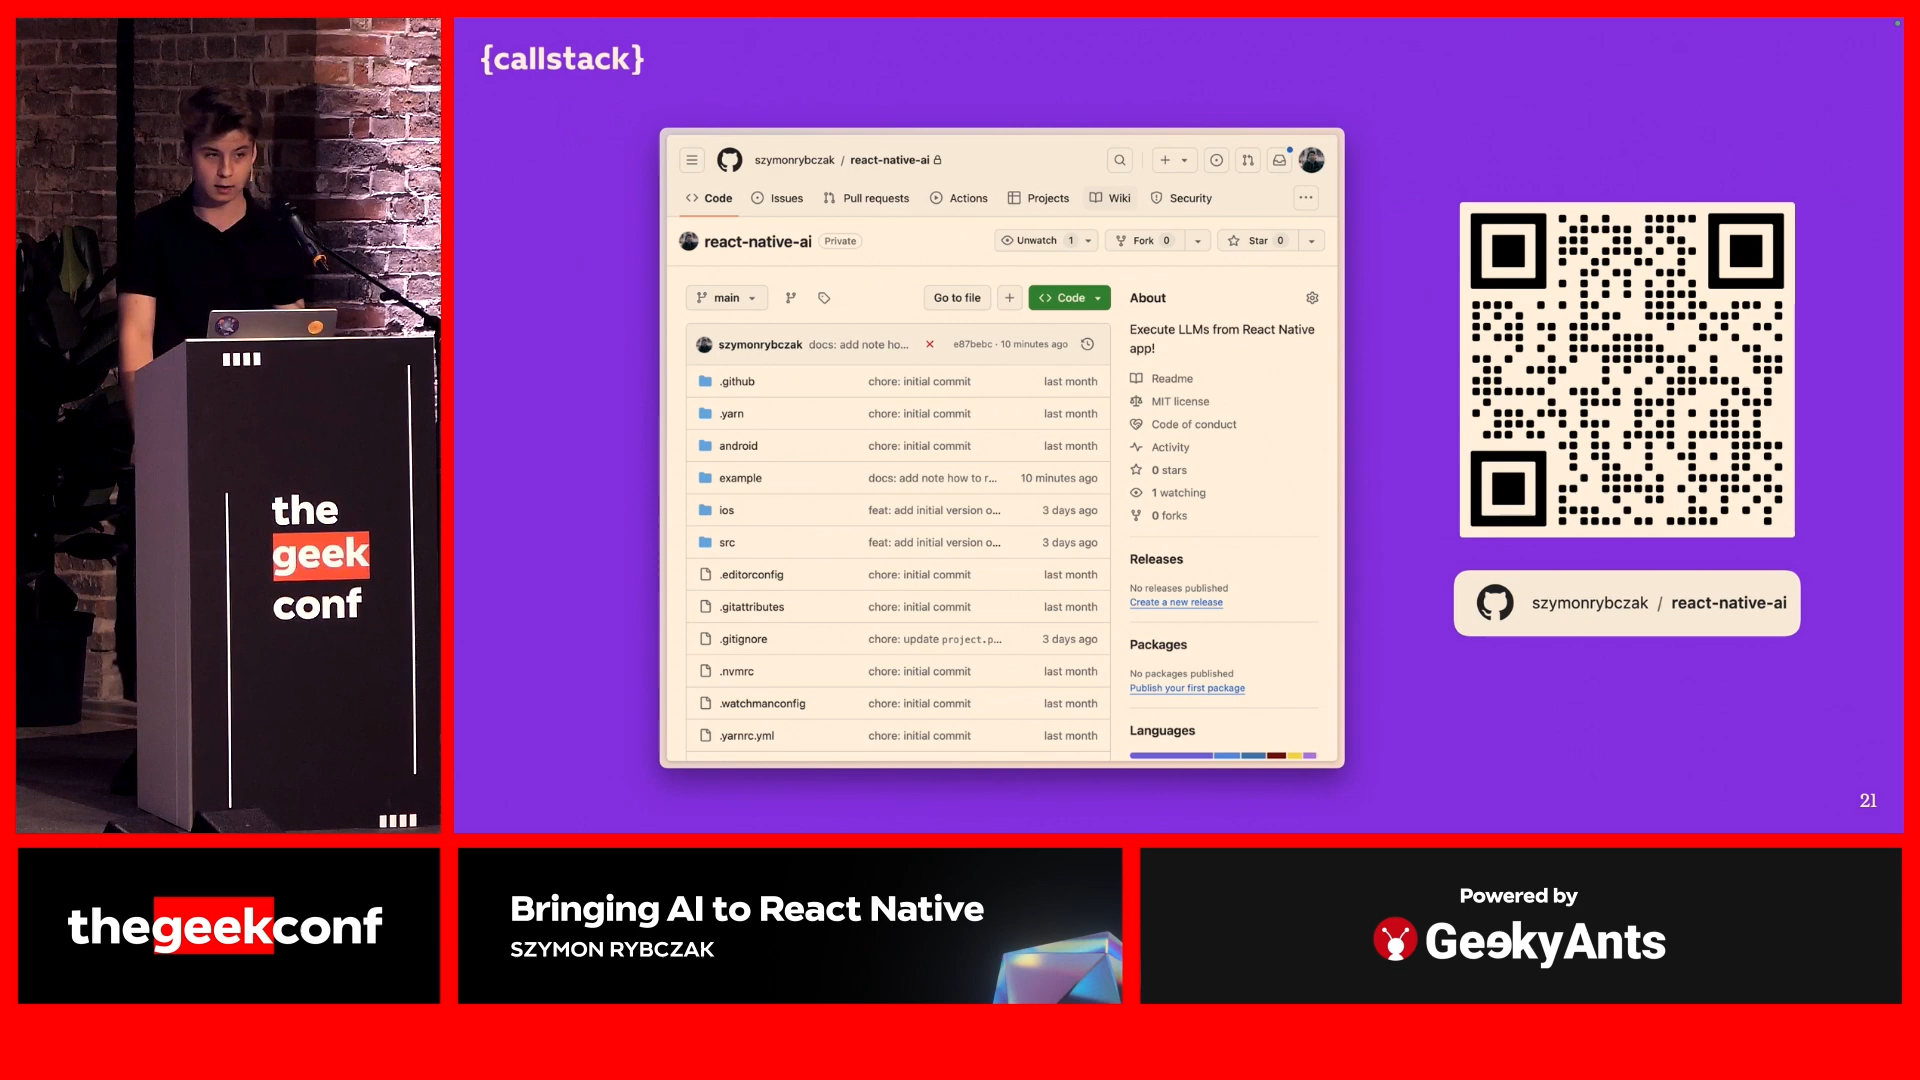 the
geek
conf
{callstack}
szymonrybczak / react-native-ai
Code Issues Pull requests Actions Projects Wiki Security
react-native-ai Private
Unwatch 1 Fork 0 Star 0
main Go to file + Code
szymonrybczak docs: add note ho... e87bebc · 10 minutes ago
.github chore: initial commit last month
.yarn chore: initial commit last month
android chore: initial commit last month
example docs: add note how to r... 10 minutes ago
ios feat: add initial version o... 3 days ago
src feat: add initial version o... 3 days ago
.editorconfig chore: initial commit last month
.gitattributes chore: initial commit last month
.gitignore chore: update project.p... 3 days ago
.nvmrc chore: initial commit last month
.watchmanconfig chore: initial commit last month
.yarnrc.yml chore: initial commit last month
About
Execute LLMs from React Native
app!
Readme
MIT license
Code of conduct
Activity
0 stars
1 watching
0 forks
Releases
No releases published
Create a new release
Packages
No packages published
Publish your first package
Languages
szymonrybczak / react-native-ai
21
thegeekconf
Bringing AI to React Native
SZYMON RYBCZAK
Powered by
GeekyAnts